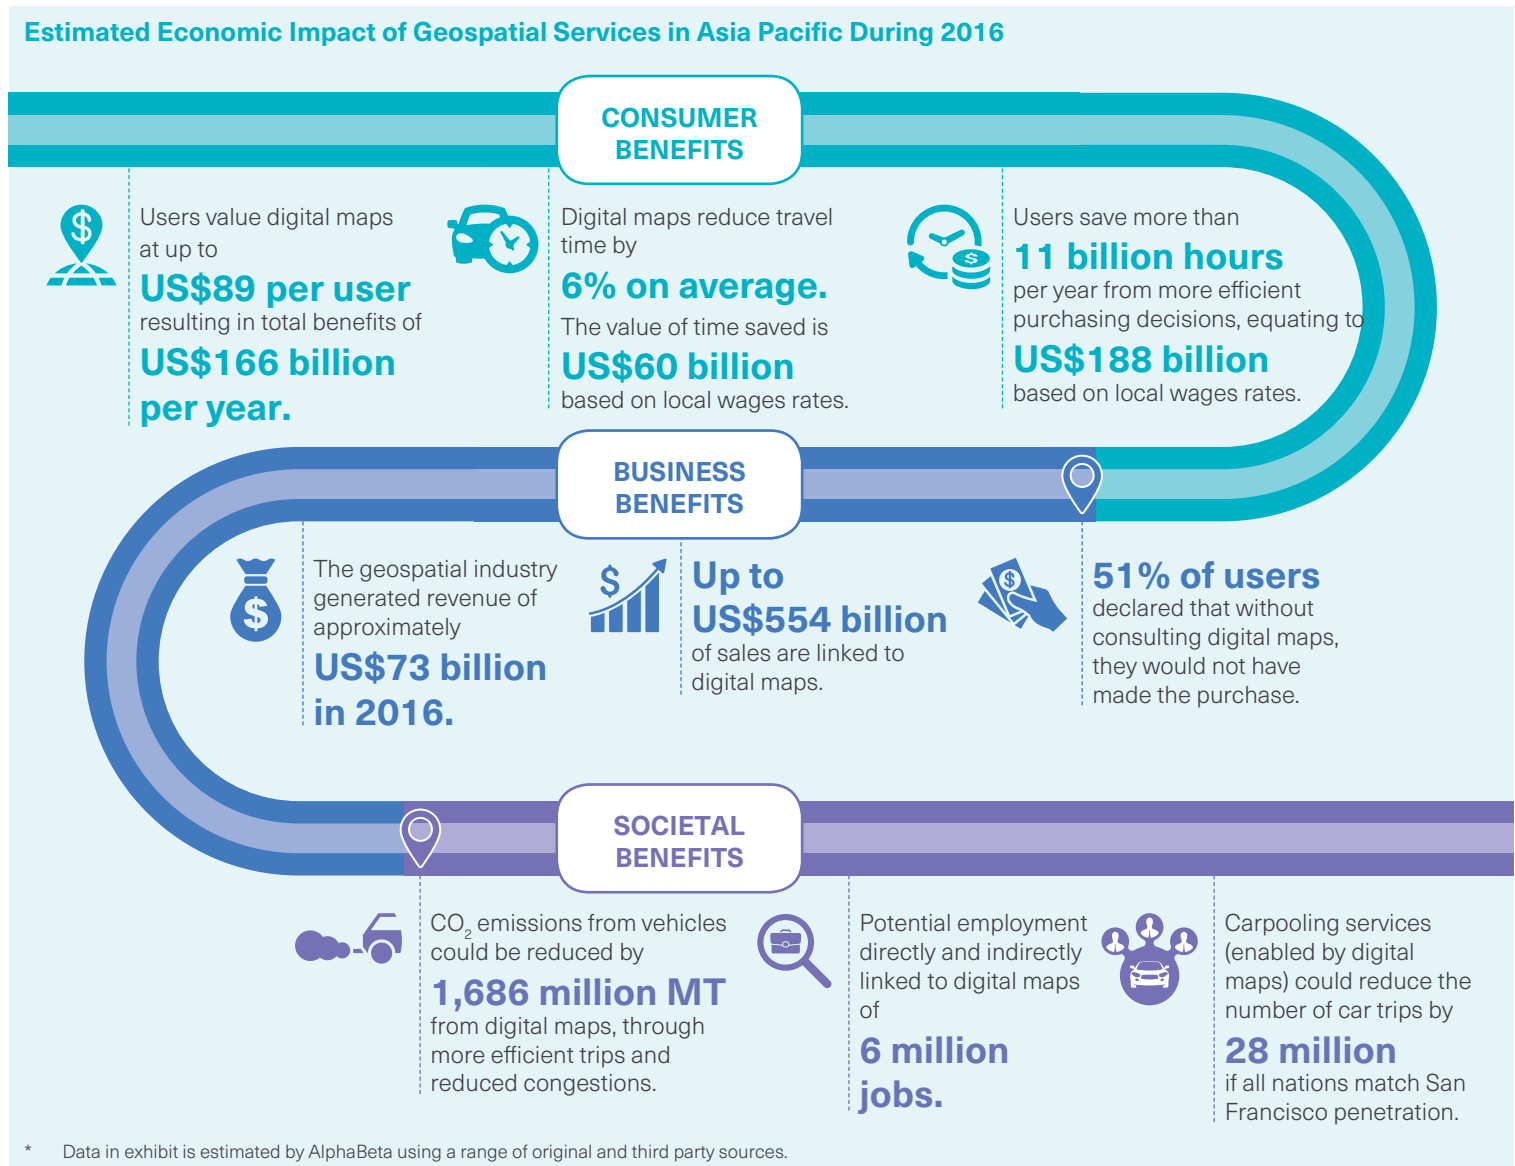 Estimated Economic Impact of Geospatial Services in Asia Pacific During 2016
CONSUMER
BENEFITS
Users value digital maps
at up to
US$89 per user
resulting in total benefits of
US$166 billion
per year.
Digital maps reduce travel
time by
6% on average.
The value of time saved is
US$60 billion
based on local wages rates.
Users save more than
11 billion hours
per year from more efficient
purchasing decisions, equating to
US$188 billion
based on local wages rates.
BUSINESS
BENEFITS
The geospatial industry
generated revenue of
approximately
US$73 billion
in 2016.
Up to
US$554 billion
of sales are linked to
digital maps.
51% of users
declared that without
consulting digital maps,
they would not have
made the purchase.
SOCIETAL
BENEFITS
CO₂ emissions from vehicles
could be reduced by
1,686 million MT
from digital maps, through
more efficient trips and
reduced congestions.
Potential employment
directly and indirectly
linked to digital maps
of
6 million
jobs.
Carpooling services
(enabled by digital
maps) could reduce the
number of car trips by
28 million
if all nations match San
Francisco penetration.
* Data in exhibit is estimated by AlphaBeta using a range of original and third party sources.